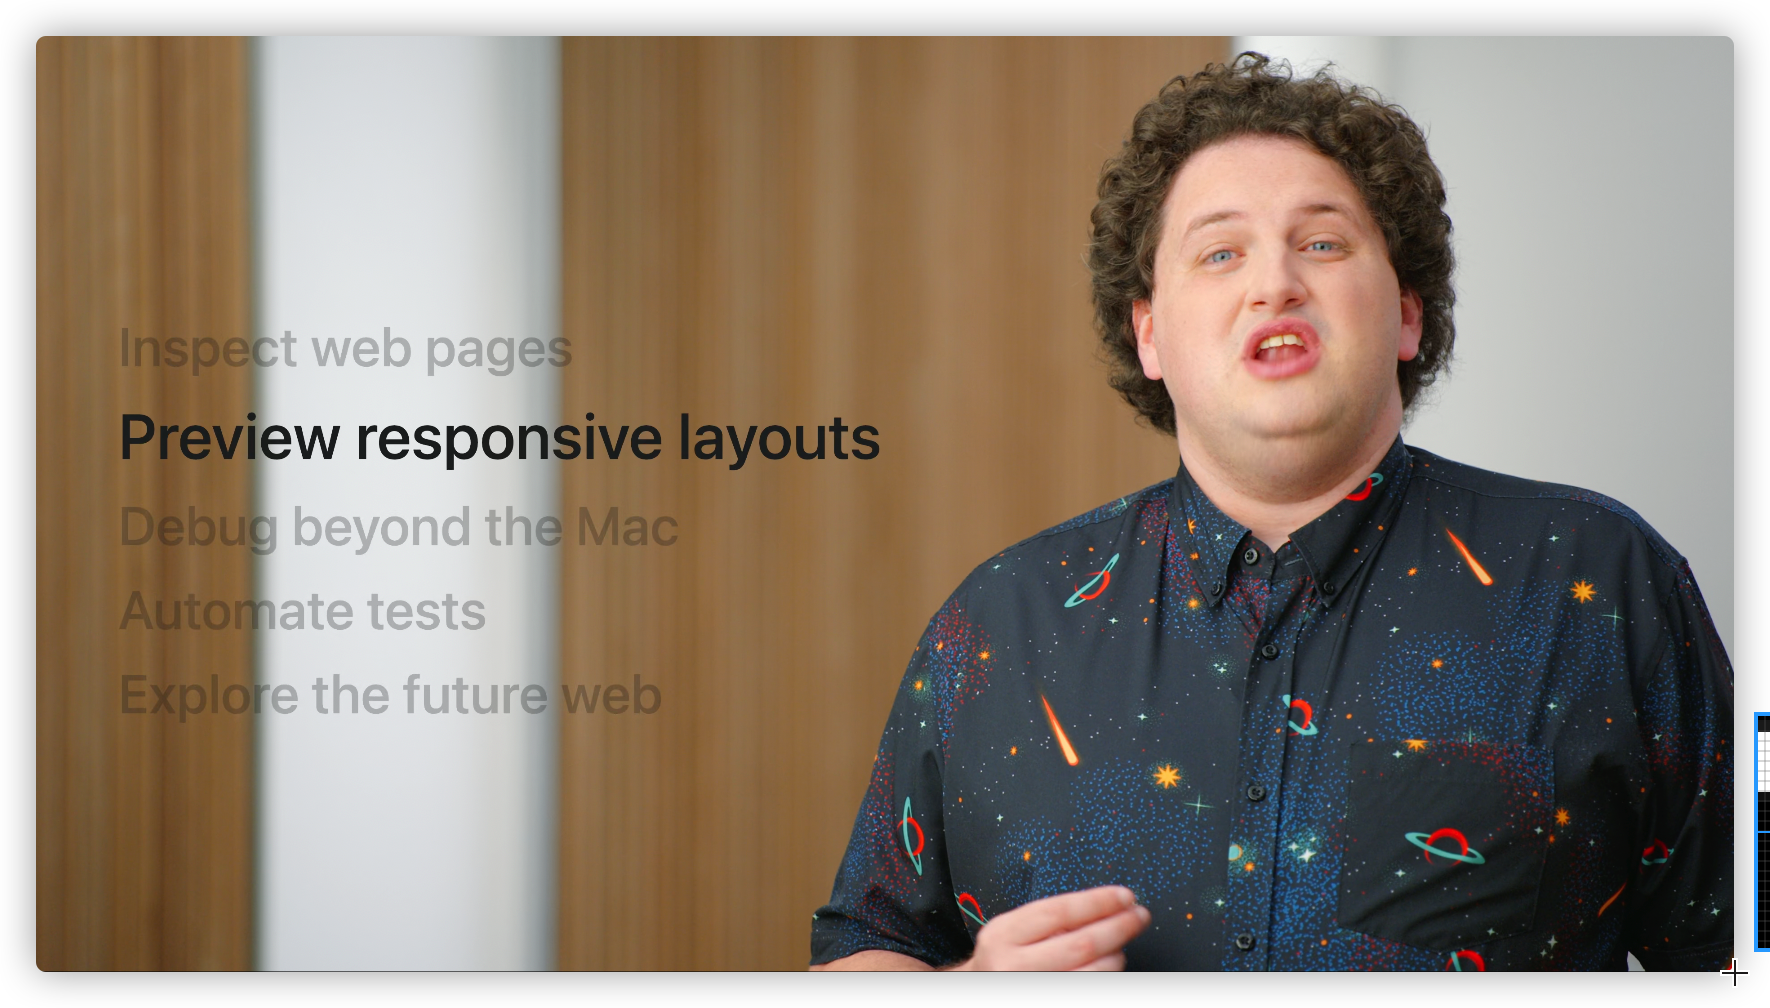 Inspect web pages
Preview responsive layouts
Debug beyond the Mac
Automate tests
Explore the future web